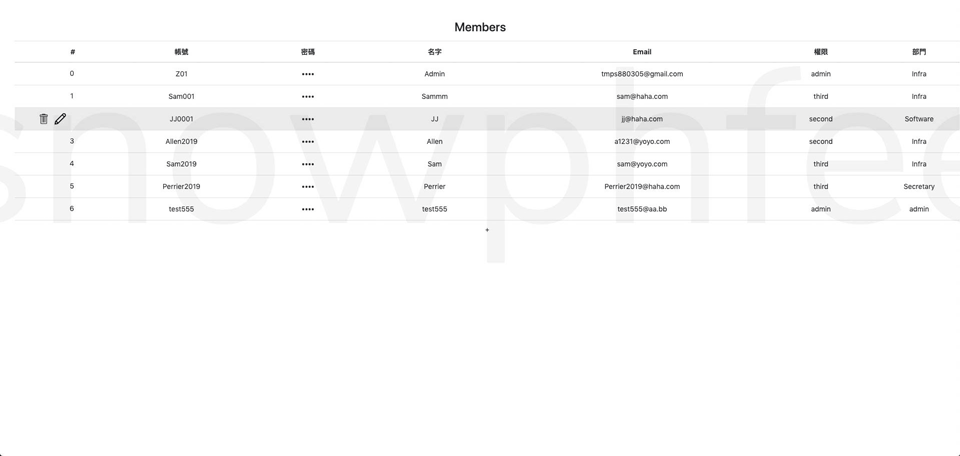 Members
# 帳號 密碼 名字 Email 權限 部門
0 Z01 •••• Admin tmps880305@gmail.com admin Infra
1 Sam001 •••• Sammm sam@haha.com third Infra
JJ0001 •••• JJ jj@haha.com second Software
3 Allen2019 •••• Allen a1231@yoyo.com second Infra
4 Sam2019 •••• Sam sam@yoyo.com third Infra
5 Perrier2019 •••• Perrier Perrier2019@haha.com third Secretary
6 test555 •••• test555 test555@aa.bb admin admin
+
snowphfee